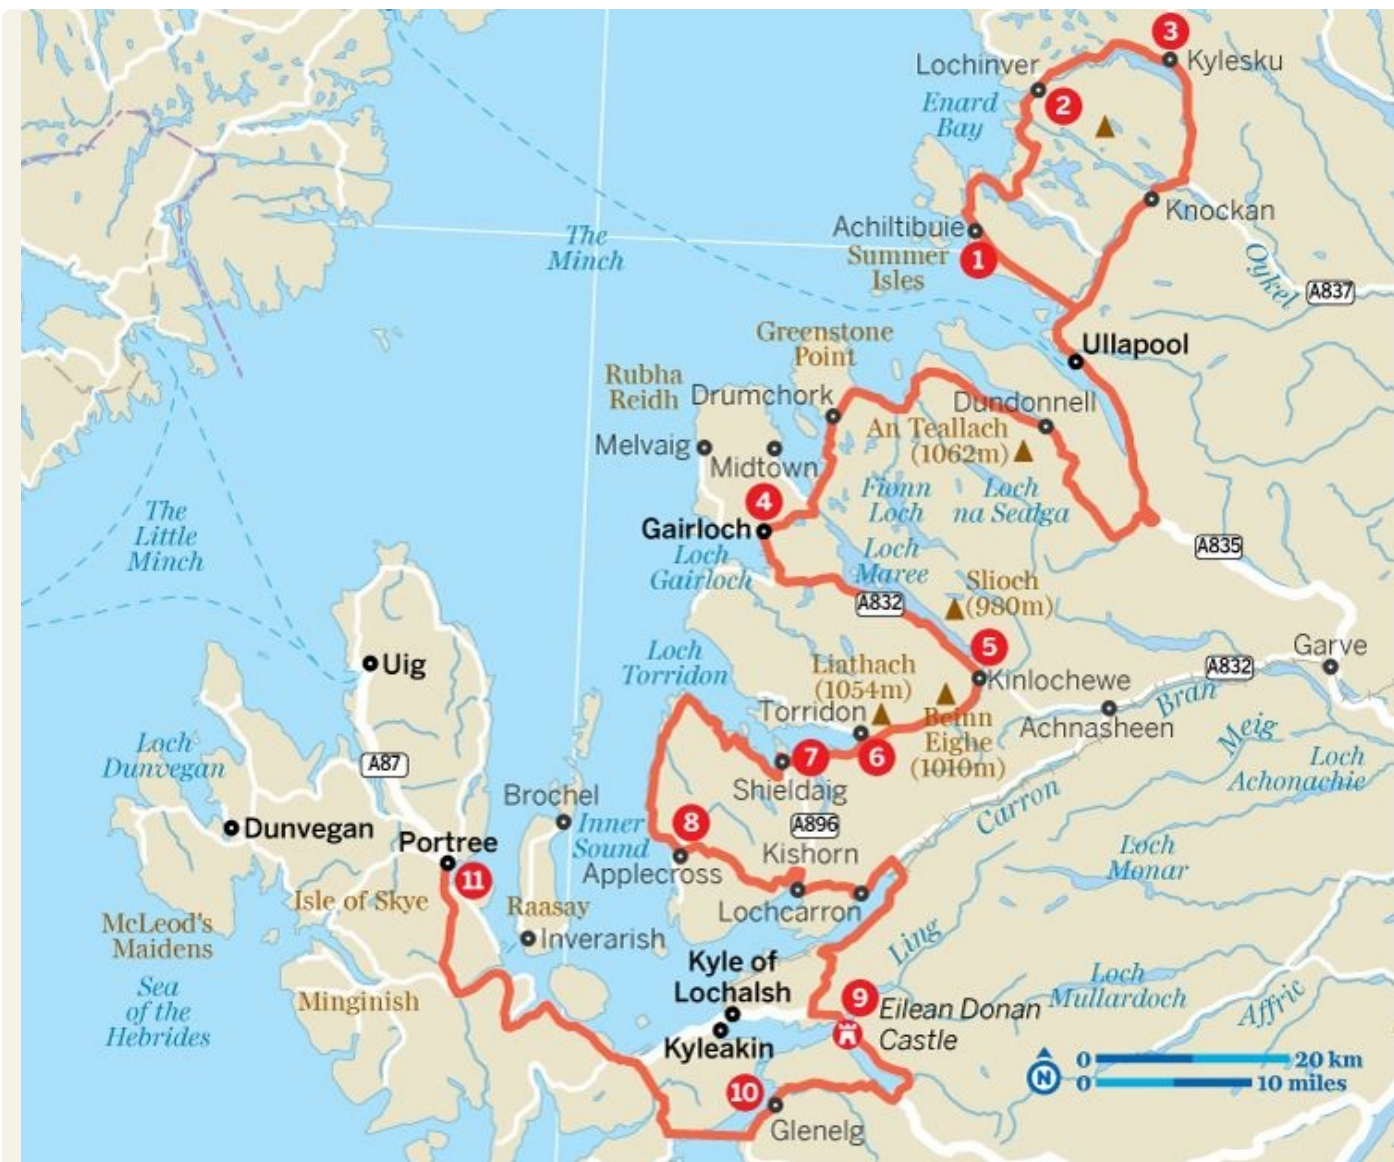 3
Kylesku
Lochinver
2
Enard
Bay
Knockan
Achiltibuie
1
Summer
Isles
The
Minch
Oykel
A837
Ullapool
Greenstone
Point
Rubha
Reidh
Drumchork
Dundonnell
An Teallach
(1062m)
Melvaig
Midtown
Fionn
Loch
Loch
na Sealga
4
Gairloch
Loch
Gairloch
Loch
Maree
A835
The
Little
Minch
Slioch
(980m)
A832
5
Kinlochewe
Garve
A832
Uig
Loch
Torridon
Liathach
(1054m)
Torridon
Beinn
Eighe
(1010m)
Achnasheen
Bran
Meig
Loch
Achonachie
Loch
Dunvegan
A87
7
6
Shieldaig
Brochel
Inner
Sound
8
A896
Carron
Dunvegan
Portree
11
Applecross
Kishorn
Loch
Monar
Isle of Skye
Raasay
Lochcarron
McLeod's
Maidens
Inverarish
Ling
Kyle of
Lochalsh
Sea
of the
Hebrides
Minginish
9
Eilean Donan
Castle
Loch
Mullardoch
Affric
Kyleakin
10
Glenelg
N
0 20 km
0 10 miles